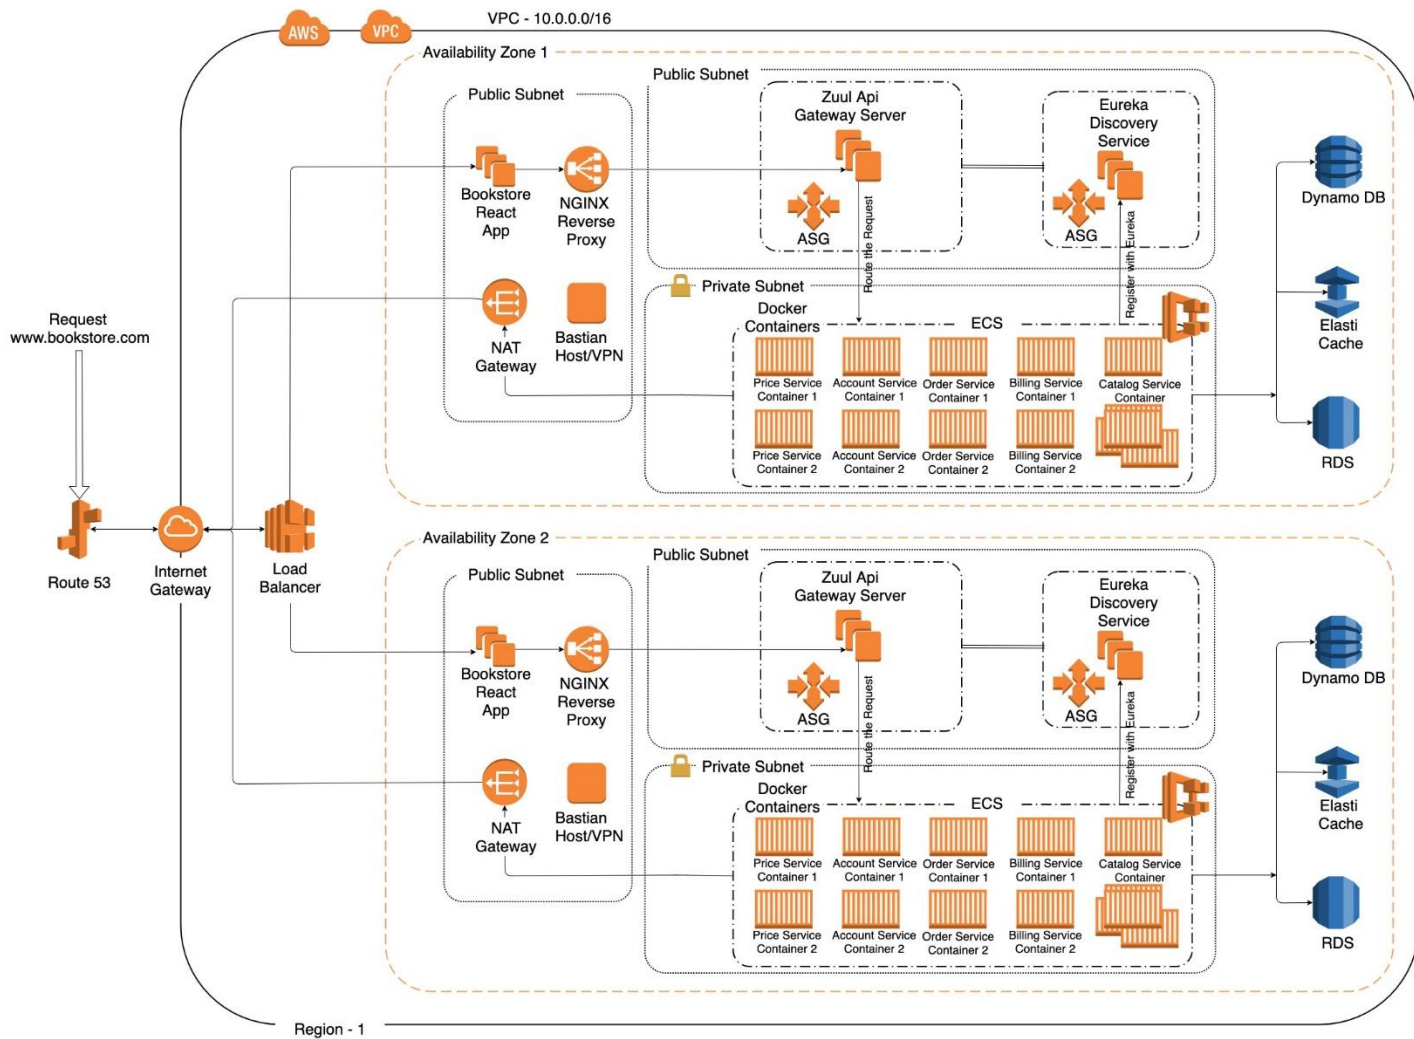 AWS
VPC
VPC - 10.0.0.0/16
Availability Zone 1
Public Subnet
Public Subnet
Zuul Api
Gateway Server
Eureka
Discovery
Service
Bookstore
React
App
NGINX
Reverse
Proxy
ASG
ASG
Dynamo DB
Route the Request
Register with Eureka
Private Subnet
Docker
Containers
ECS
NAT
Gateway
Bastian
Host/VPN
Elasti
Cache
Price Service
Container 1
Account Service
Container 1
Order Service
Container 1
Billing Service
Container 1
Catalog Service
Container
Price Service
Container 2
Account Service
Container 2
Order Service
Container 2
Billing Service
Container 2
RDS
Request
www.bookstore.com
Route 53
Internet
Gateway
Load
Balancer
Availability Zone 2
Public Subnet
Public Subnet
Zuul Api
Gateway Server
Eureka
Discovery
Service
Bookstore
React
App
NGINX
Reverse
Proxy
ASG
ASG
Dynamo DB
Route the Request
Register with Eureka
Private Subnet
Docker
Containers
ECS
NAT
Gateway
Bastian
Host/VPN
Elasti
Cache
Price Service
Container 1
Account Service
Container 1
Order Service
Container 1
Billing Service
Container 1
Catalog Service
Container
Price Service
Container 2
Account Service
Container 2
Order Service
Container 2
Billing Service
Container 2
RDS
Region - 1